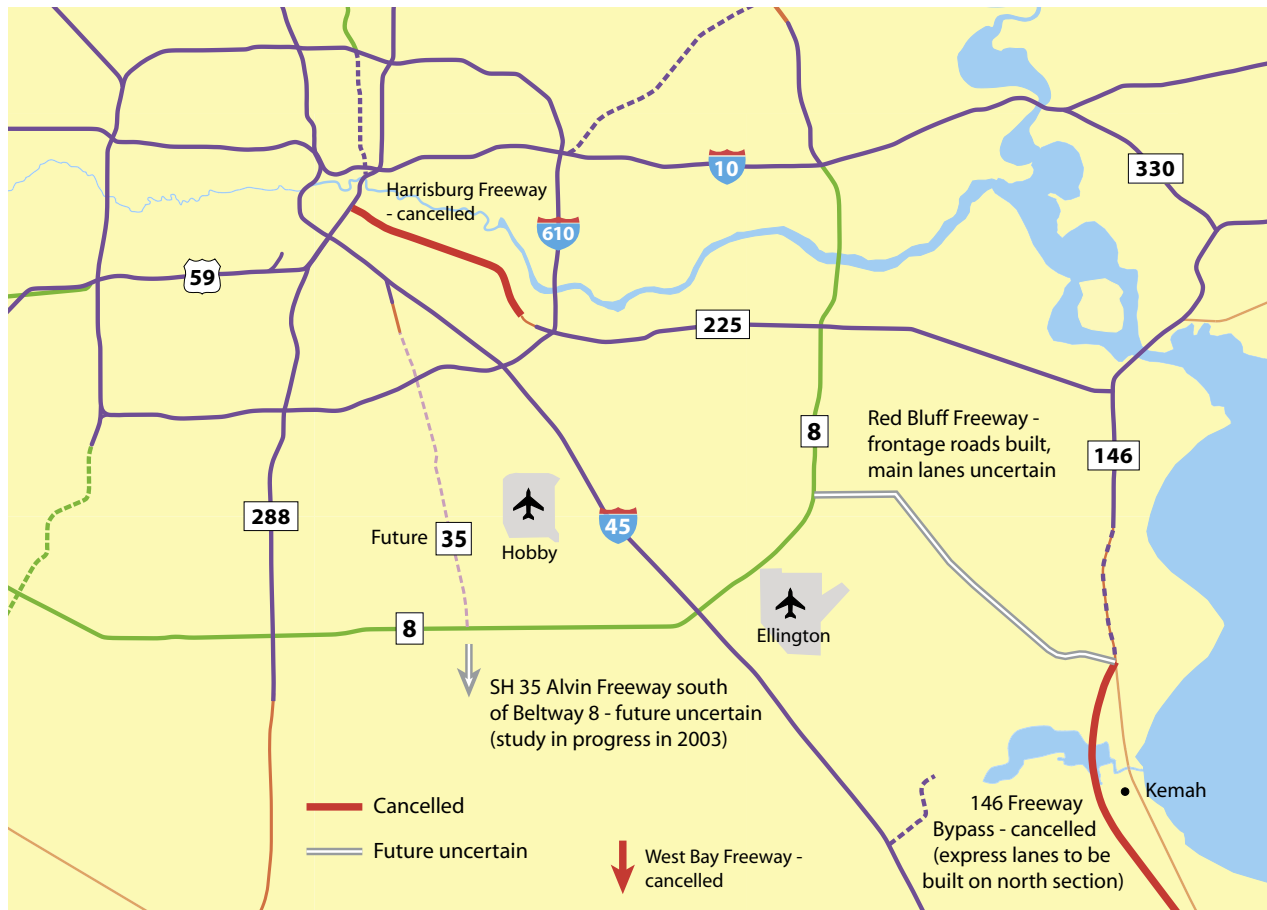 10
330
Harrisburg Freeway
- cancelled
610
59
225
Red Bluff Freeway -
frontage roads built,
main lanes uncertain
8
146
288
45
Future 35
Hobby
Ellington
8
SH 35 Alvin Freeway south
of Beltway 8 - future uncertain
(study in progress in 2003)
Kemah
146 Freeway
Bypass - cancelled
(express lanes to be
built on north section)
Cancelled
Future uncertain
West Bay Freeway -
cancelled